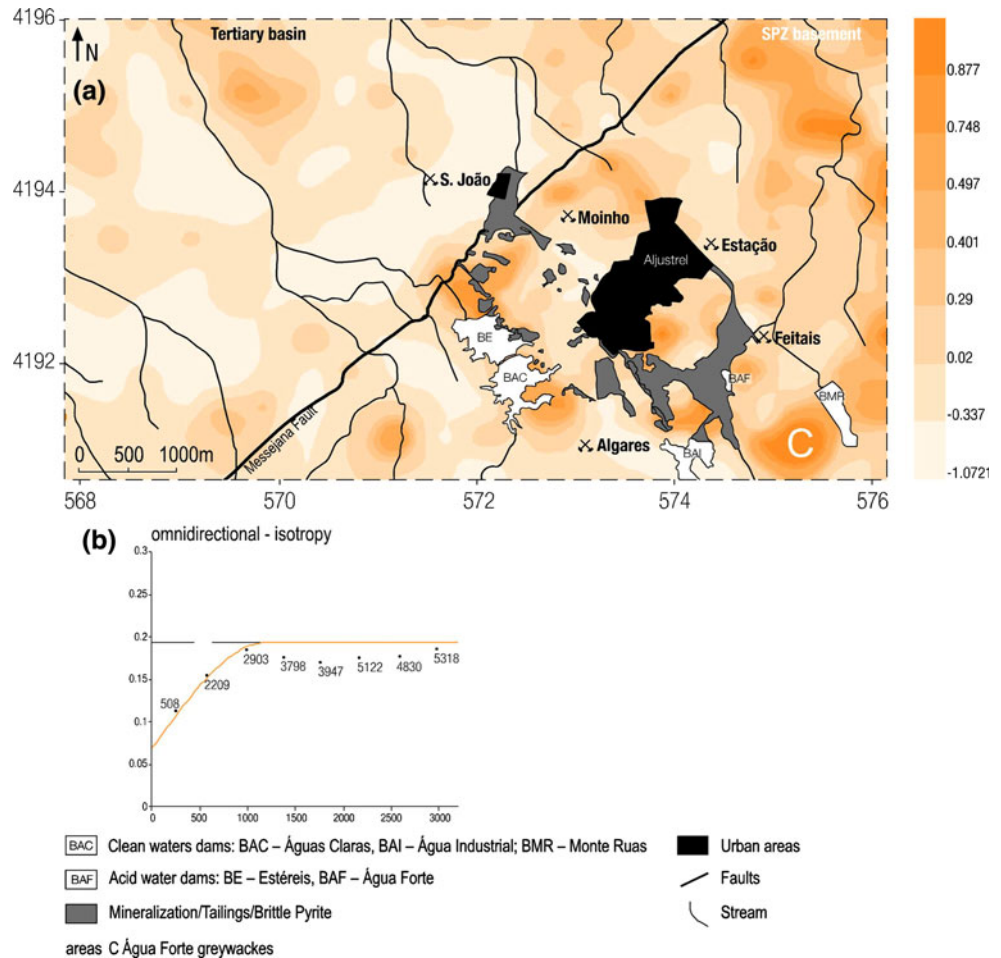 4196
N
Tertiary basin
SPZ basement
(a)
0.877
0.748
4194
S. João
Moinho
0.497
Estação
0.401
Aljustrel
0.29
4192
BE
Feitais
0.02
BAC
BAF
BMR
-0.337
Messejana Fault
C
0 500 1000m
Algares
BAI
-1.0721
568 570 572 574 576
(b) omnidirectional - isotropy
0.3
0.25
0.2
2903 3798 3947 5122 4830 5318
2209
0.15
508
0.1
0.05
0
0 500 1000 1500 2000 2500 3000
BAC Clean waters dams: BAC – Águas Claras, BAI – Água Industrial; BMR – Monte Ruas
Urban areas
BAF Acid water dams: BE – Estéreis, BAF – Água Forte
Faults
Mineralization/Tailings/Brittle Pyrite
Stream
areas C Água Forte greywackes